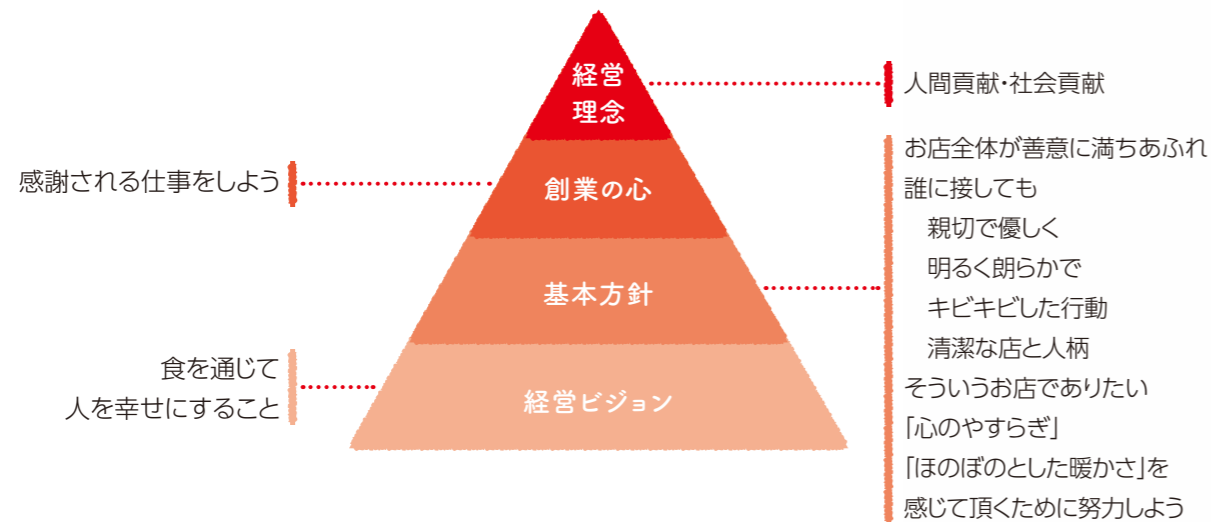 経営
理念
人間貢献・社会貢献
創業の心
感謝される仕事をしよう
基本方針
お店全体が善意に満ちあふれ
誰に接しても
親切で優しく
明るく朗らかで
キビキビした行動
清潔な店と人柄
そういうお店でありたい
「心のやすらぎ」
「ほのぼのとした暖かさ」を
感じて頂くために努力しよう
経営ビジョン
食を通じて
人を幸せにすること